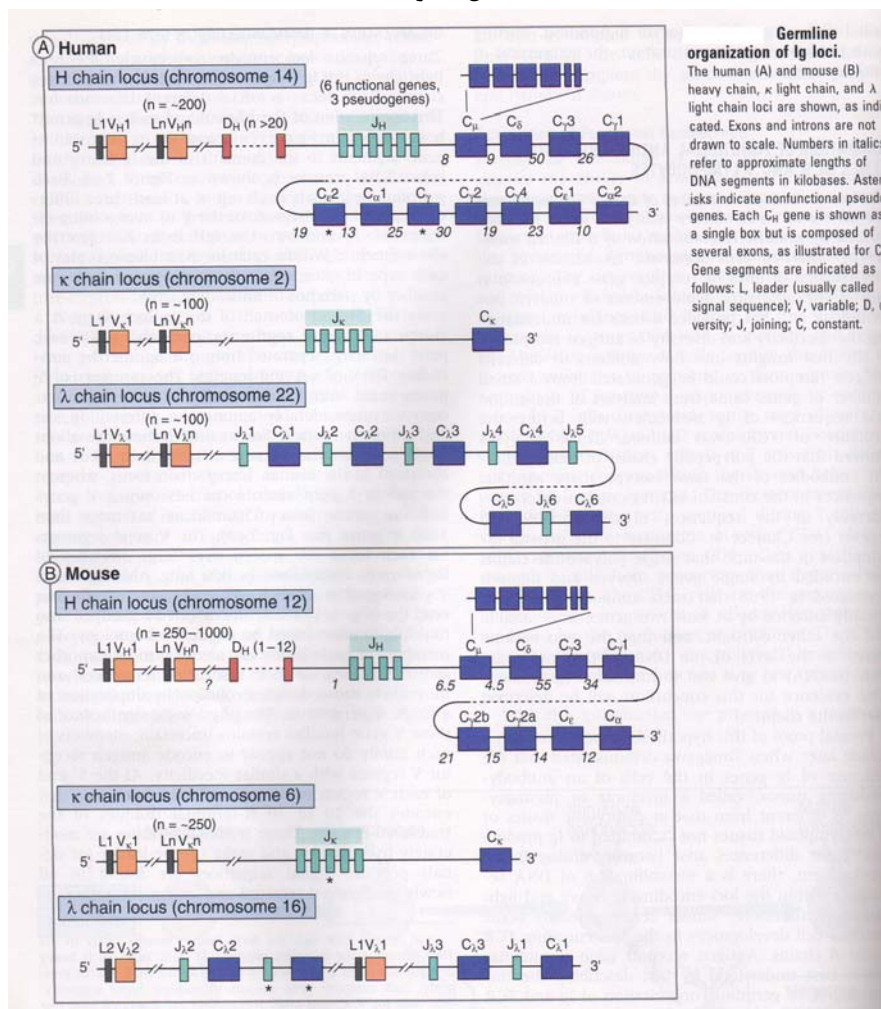 Germline
organization of Ig loci.
The human (A) and mouse (B)
heavy chain, κ light chain, and λ
light chain loci are shown, as indi
cated. Exons and introns are not
drawn to scale. Numbers in italics
refer to approximate lengths of
DNA segments in kilobases. Aster
isks indicate nonfunctional pseudo
genes. Each CH gene is shown as
a single box but is composed of
several exons, as illustrated for C
Gene segments are indicated as
follows: L, leader (usually called
signal sequence); V, variable; D,
versity; J, joining; C, constant.
A Human
H chain locus (chromosome 14)
(6 functional genes,
3 pseudogenes)
(n = ~200)
L1 VH1 Ln VHn DH (n >20) JH Cμ Cδ Cγ3 Cγ1
5'
8 9 50 26
Cε2 Cα1 Cγ Cγ2 Cγ4 Cε1 Cα2
3'
19 * 13 25 * 30 19 23 10
κ chain locus (chromosome 2)
(n = ~100)
L1 Vκ1 Ln Vκn Jκ Cκ
5' 3'
λ chain locus (chromosome 22)
(n = ~100)
L1 Vλ1 Ln Vλn Jλ1 Cλ1 Jλ2 Cλ2 Jλ3 Cλ3 Jλ4 Cλ4 Jλ5
5'
Cλ5 Jλ6 Cλ6
3'
B Mouse
H chain locus (chromosome 12)
(n = 250–1000)
L1 VH1 Ln VHn DH (1–12) JH Cμ Cδ Cγ3 Cγ1
5'
6.5 4.5 55 34
Cγ2b Cγ2a Cε Cα
3'
21 15 14 12
κ chain locus (chromosome 6)
(n = ~250)
L1 Vκ1 Ln Vκn Jκ Cκ
5' 3'
*
λ chain locus (chromosome 16)
L2 Vλ2 Jλ2 Cλ2 L1 Vλ1 Jλ3 Cλ3 Jλ1 Cλ1
5' 3'
* *